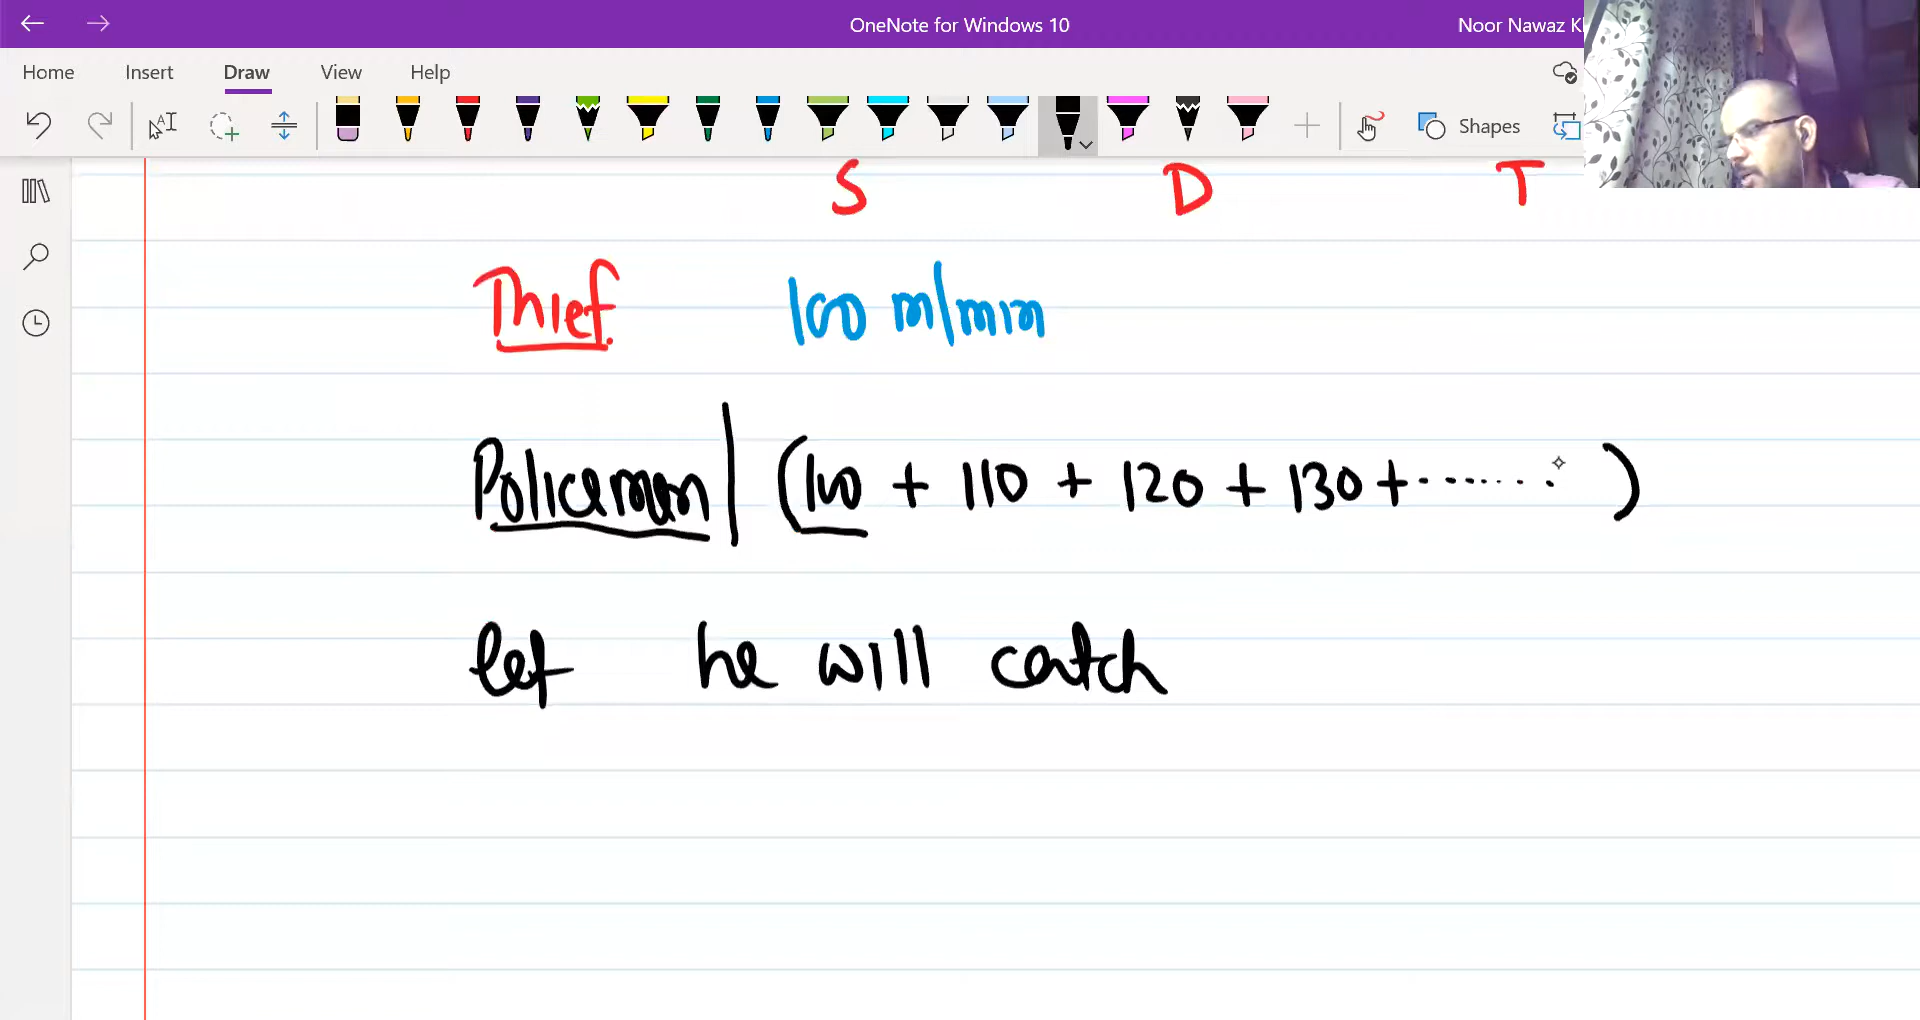 OneNote for Windows 10
Noor Nawaz K
Home Insert Draw View Help
Shapes
S D T
Thief 100 m/min
Policeman (100 + 110 + 120 + 130 + ....... )
let he will catch